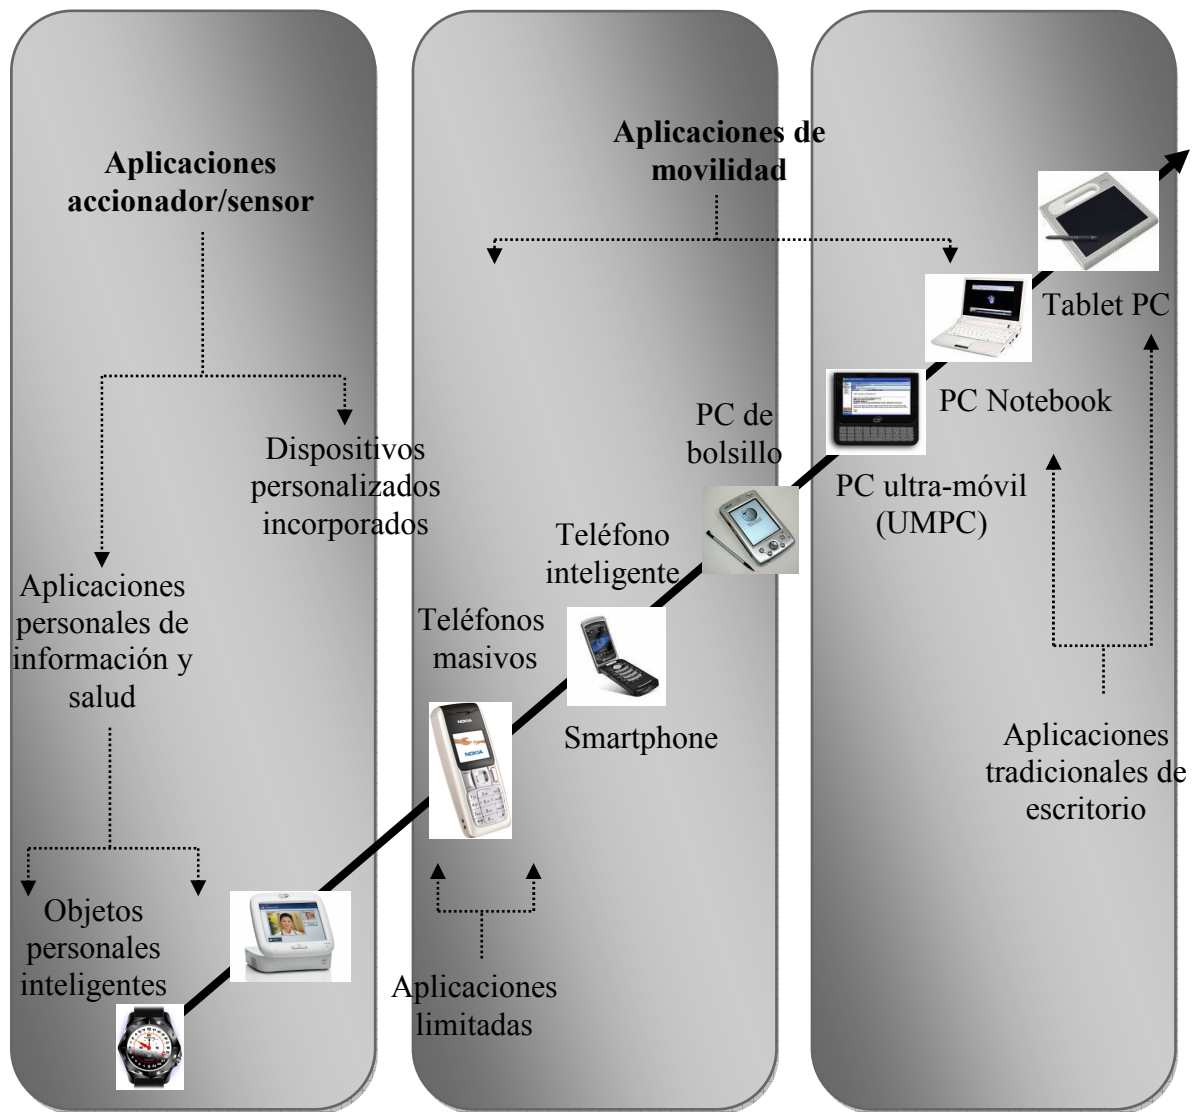 Aplicaciones
accionador/sensor
Dispositivos
personalizados
incorporados
Aplicaciones
personales de
información y
salud
Objetos
personales
inteligentes
Aplicaciones de
movilidad
Teléfonos
masivos
NOKIA
NOKIA
Teléfono
inteligente
Smartphone
PC de
bolsillo
Aplicaciones
limitadas
Tablet PC
PC Notebook
PC ultra-móvil
(UMPC)
Aplicaciones
tradicionales de
escritorio